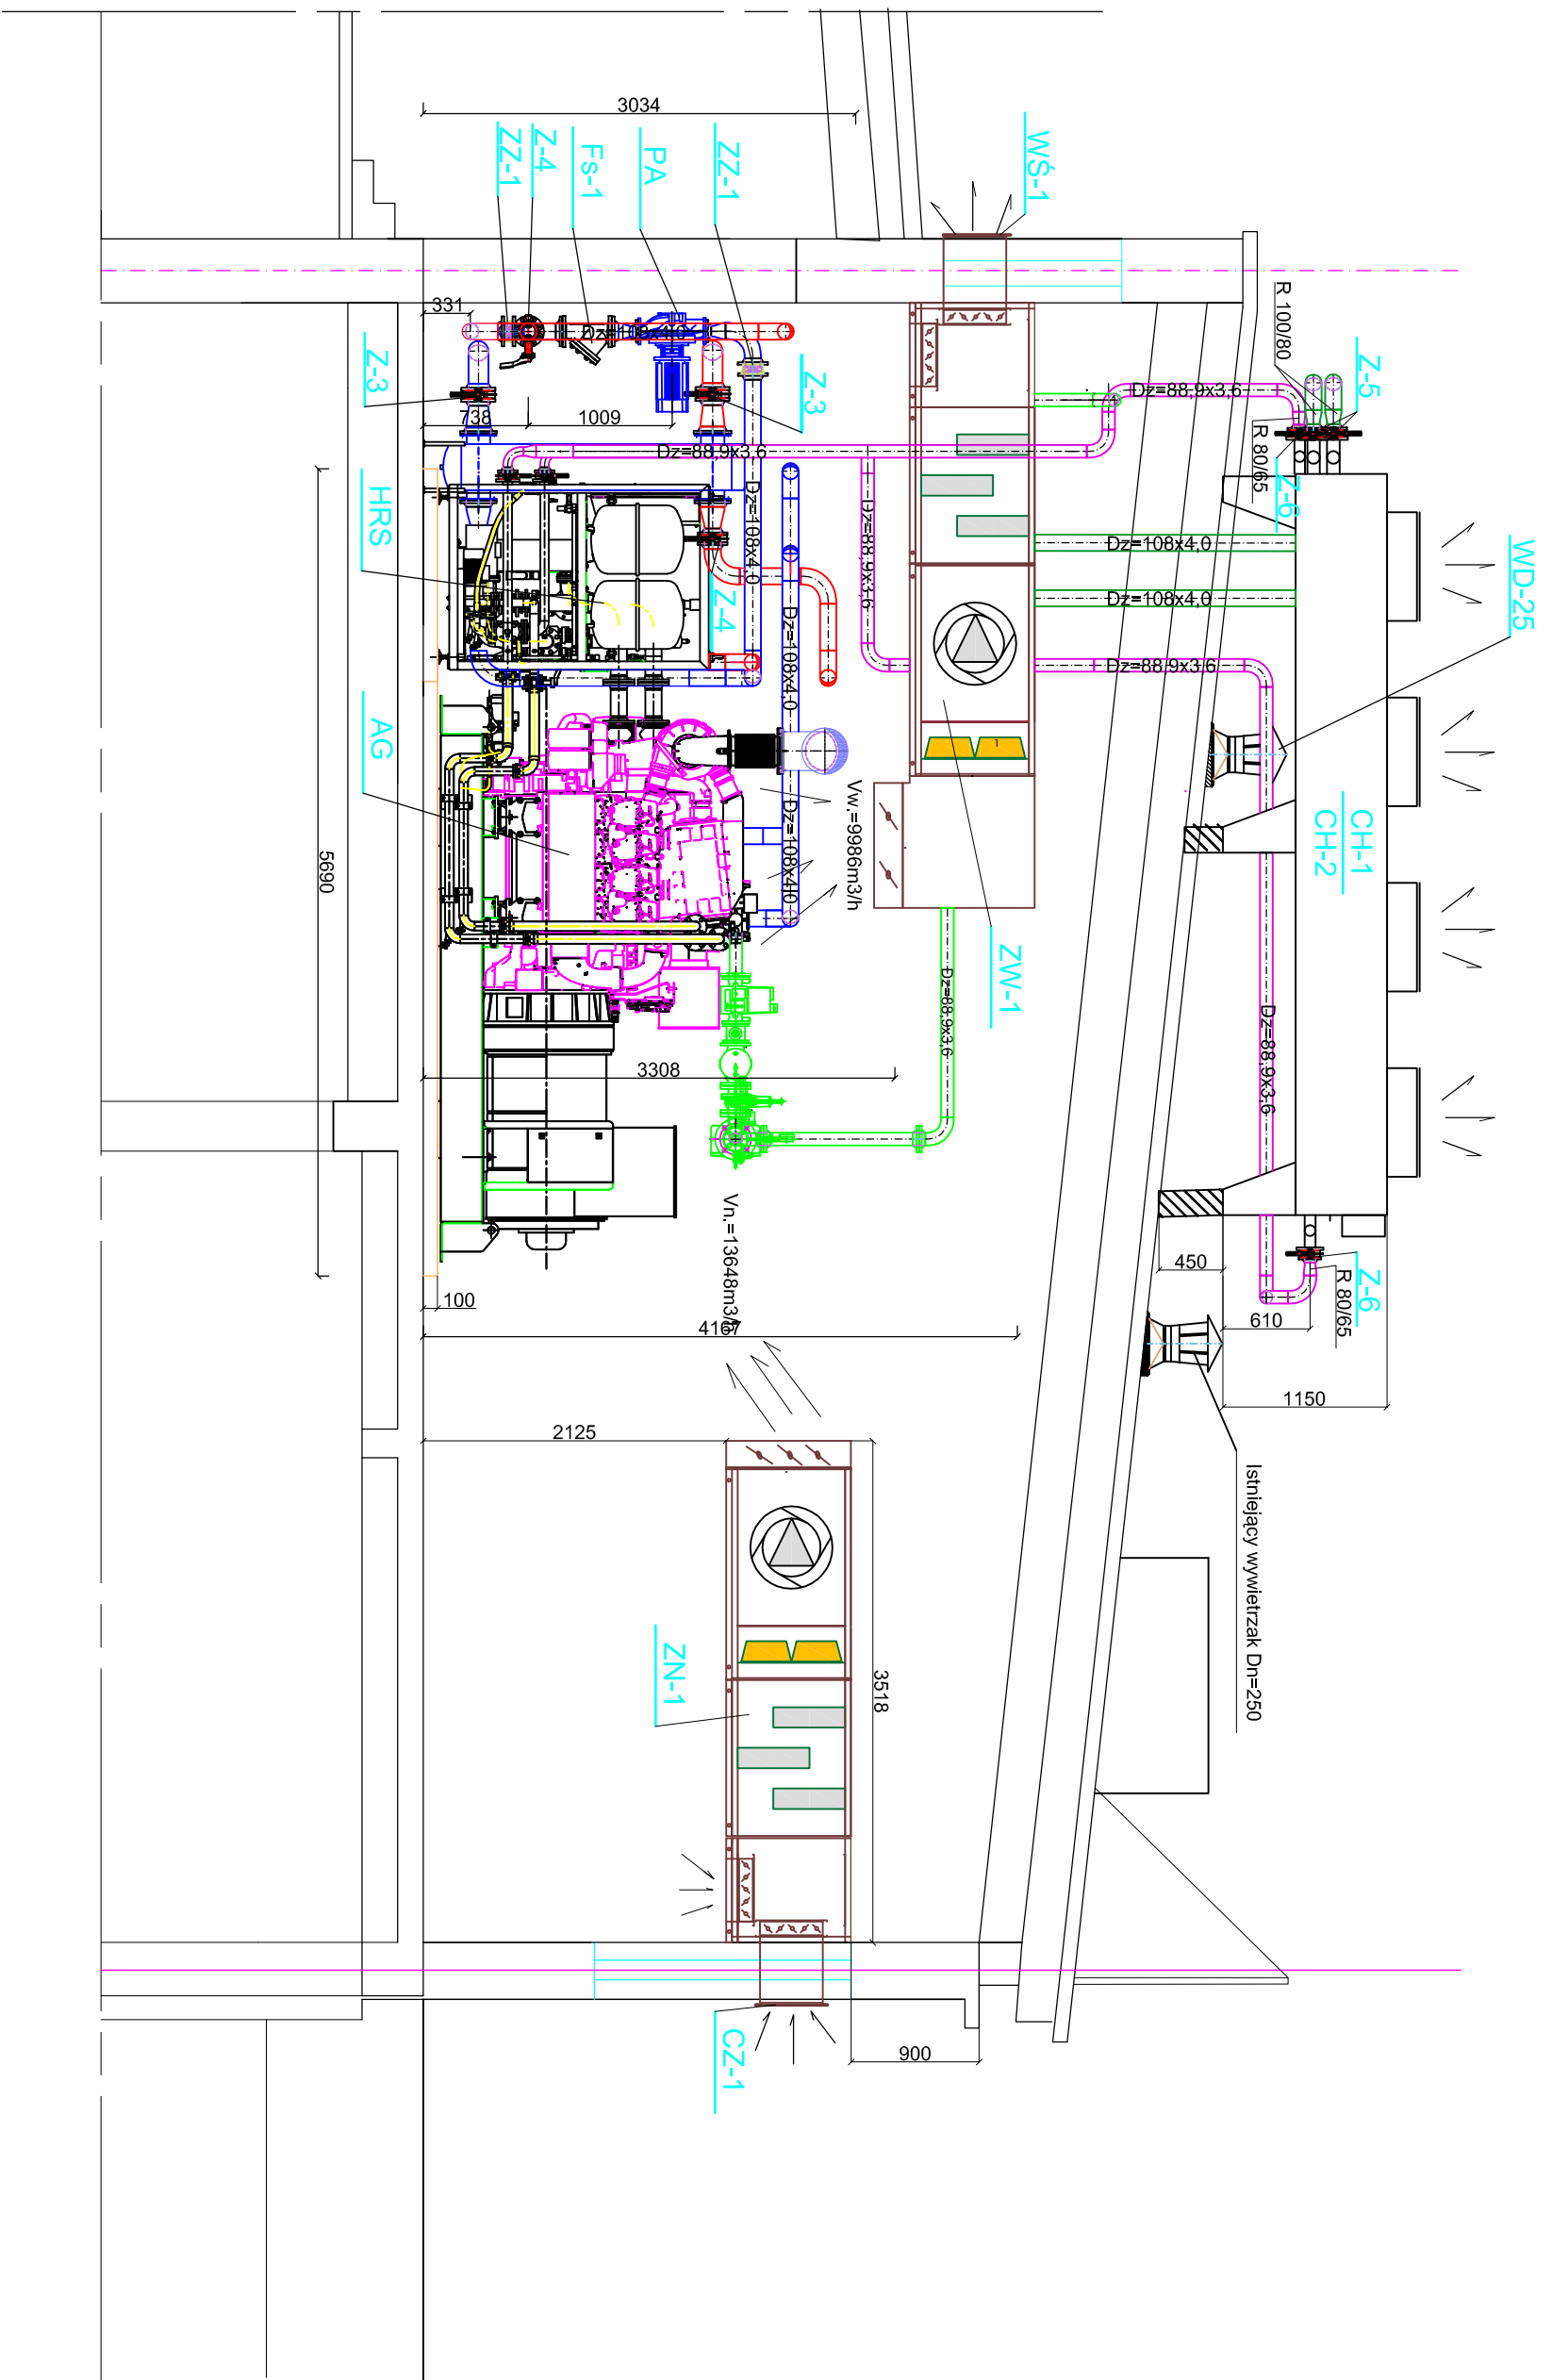 3034
WŚ-1
ZZ-1
PA
Fs-1
Z-4
ZZ-1
331
Dz=108x4,0
R 100/80
Z-5
Dz=88,9x3,6
Z-3
Z-3
738
1009
Dz=88,9x3,6
R 80/65
Z-6
HRS
Dz=108x4,0
Dz=88,9x3,6
Dz=108x4,0
Dz=108x4,0
WD-25
Z-4
Dz=108x4,0
Dz=88,9x3,6
AG
Vw.=9986m3/h
Dz=108x4,0
CH-1
CH-2
5690
ZW-1
Dz=88,9x3,6
Dz=88,9x3,6
3308
Vn.=13648m3/h
450
Z-6
R 80/65
100
610
4167
1150
2125
Istniejący wywietrzak Dn=250
ZN-1
3518
CZ-1
900